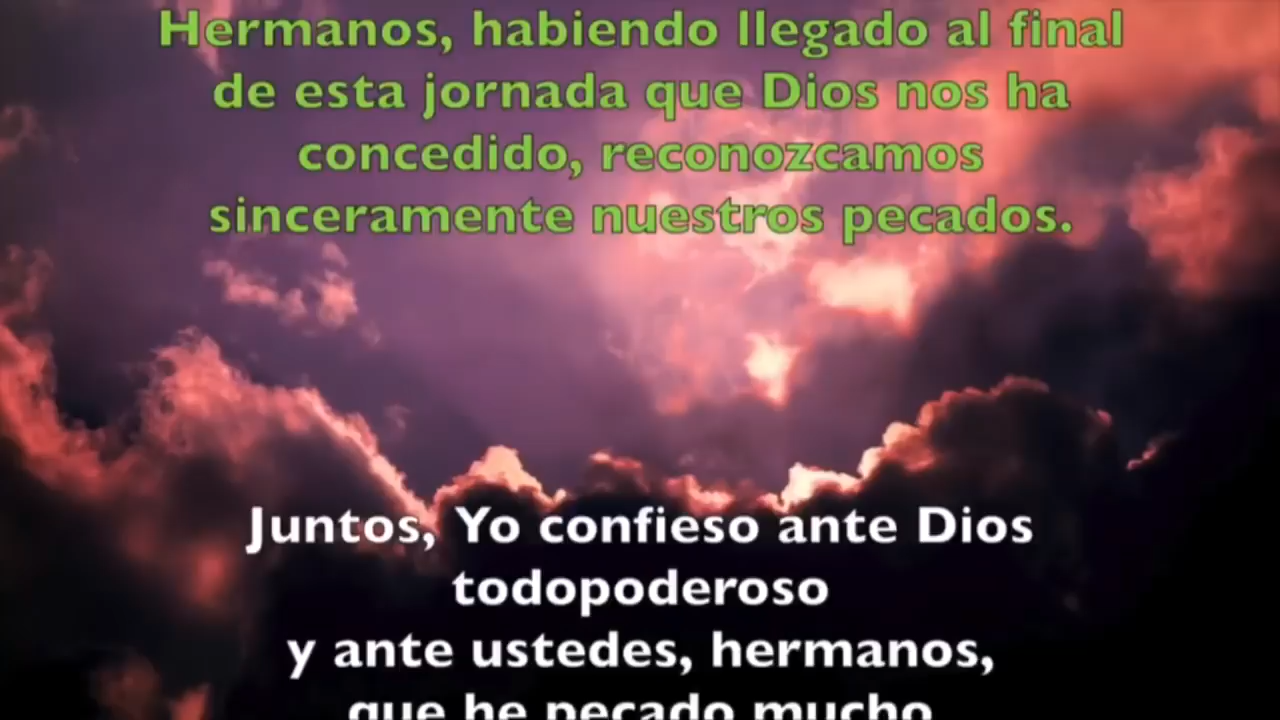 Hermanos, habiendo llegado al final
de esta jornada que Dios nos ha
concedido, reconozcamos
sinceramente nuestros pecados.
Juntos, Yo confieso ante Dios
todopoderoso
y ante ustedes, hermanos,
que he pecado mucho